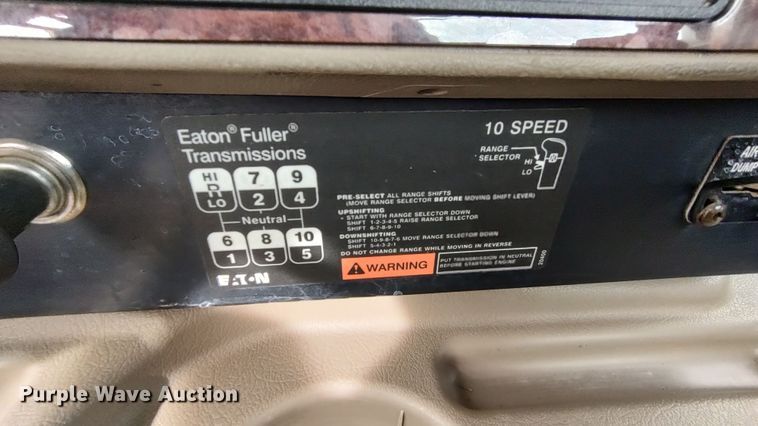 Eaton® Fuller®
Transmissions
10 SPEED
RANGE
SELECTOR
HI
LO
HI 7 9
R
N
LO 2 4
Neutral
6 8 10
1 3 5
EATON
PRE-SELECT ALL RANGE SHIFTS
(MOVE RANGE SELECTOR BEFORE MOVING SHIFT LEVER)
UPSHIFTING
• START WITH RANGE SELECTOR DOWN
SHIFT 1-2-3-4-5 RAISE RANGE SELECTOR
SHIFT 6-7-8-9-10
DOWNSHIFTING
SHIFT 10-9-8-7-6 MOVE RANGE SELECTOR DOWN
SHIFT 5-4-3-2-1
DO NOT CHANGE RANGE WHILE MOVING IN REVERSE
WARNING
PUT TRANSMISSION IN NEUTRAL
BEFORE STARTING ENGINE
20400
AIR
DUMP
Purple Wave Auction